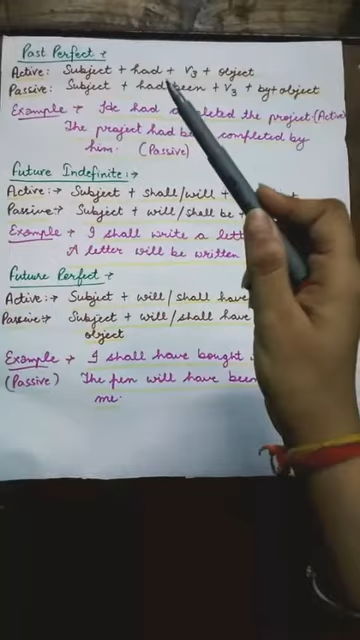 Past Perfect :-
Active: Subject + had + V3 + object
Passive: Subject + had been + V3 + by + object
Example :- had the project (Active)
The project had been completed by
him. (Passive)
Future Indefinite :→
Active :→ Subject + shall/will +
Passive :→ Subject + will/shall be +
Example :→ I shall write a
A letter will be written
Future Perfect :→
Active :→ Subject + will/shall have
Passive :→ Subject + will/shall have
object
Example :→ I shall have bought
(Passive) The pen will have been
me.